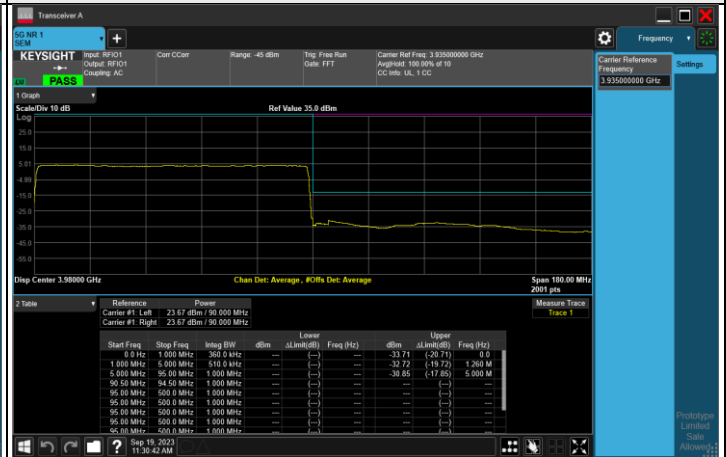 Transceiver A
5G NR 1
SEM
Frequency
KEYSIGHT
PASS
Input: RFIO1
Output: RFIO1
Coupling: AC
Corr CCorr
Range: -45 dBm
Trig: Free Run
Gate: FFT
Carrier Ref Freq: 3.935000000 GHz
Avg|Hold: 100.00% of 10
CC Info: UL, 1 CC
Carrier Reference
Frequency
3.935000000 GHz
Settings
1 Graph
Scale/Div 10 dB
Ref Value 35.0 dBm
Log
25.0
15.0
5.01
-4.99
-15.0
-25.0
-35.0
-45.0
-55.0
Disp Center 3.98000 GHz
Chan Det: Average , #Offs Det: Average
Span 180.00 MHz
2001 pts
2 Table
Reference Power
Carrier #1: Left 23.67 dBm / 90.000 MHz
Carrier #1: Right 23.67 dBm / 90.000 MHz
Measure Trace
Trace 1
Lower Upper
Start Freq Stop Freq Integ BW dBm ΔLimit(dB) Freq (Hz) dBm ΔLimit(dB) Freq (Hz)
0.0 Hz 1.000 MHz 360.0 kHz --- (---) --- -33.71 (-20.71) 0.0
1.000 MHz 5.000 MHz 510.0 kHz --- (---) --- -32.72 (-19.72) 1.260 M
5.000 MHz 95.00 MHz 1.000 MHz --- (---) --- -30.85 (-17.85) 5.000 M
90.50 MHz 94.50 MHz 1.000 MHz --- (---) --- --- (---) ---
95.00 MHz 500.0 MHz 1.000 MHz --- (---) --- --- (---) ---
95.00 MHz 500.0 MHz 1.000 MHz --- (---) --- --- (---) ---
95.00 MHz 500.0 MHz 1.000 MHz --- (---) --- --- (---) ---
95.00 MHz 500.0 MHz 1.000 MHz --- (---) --- --- (---) ---
95.00 MHz 500.0 MHz 1.000 MHz --- (---) --- --- (---) ---
Sep 19, 2023
11:30:42 AM
Prototype
Limited
Sale
Allowed